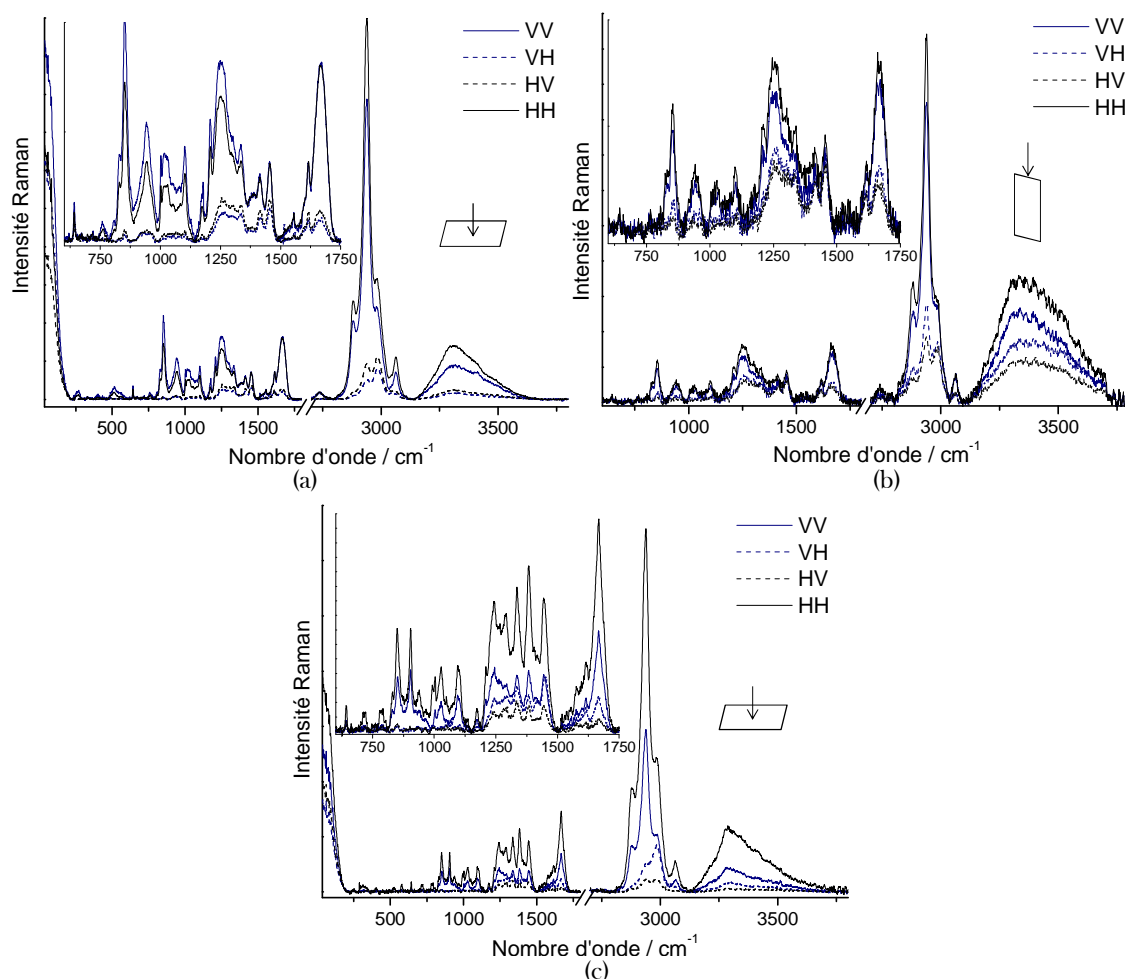 Intensité Raman
VV
VH
HV
HH
750 1000 1250 1500 1750
500 1000 1500 3000 3500
Nombre d'onde / cm-1
(a)
Intensité Raman
VV
VH
HV
HH
750 1000 1250 1500 1750
1000 1500 3000 3500
Nombre d'onde / cm-1
(b)
Intensité Raman
VV
VH
HV
HH
750 1000 1250 1500 1750
500 1000 1500 3000 3500
Nombre d'onde / cm-1
(c)